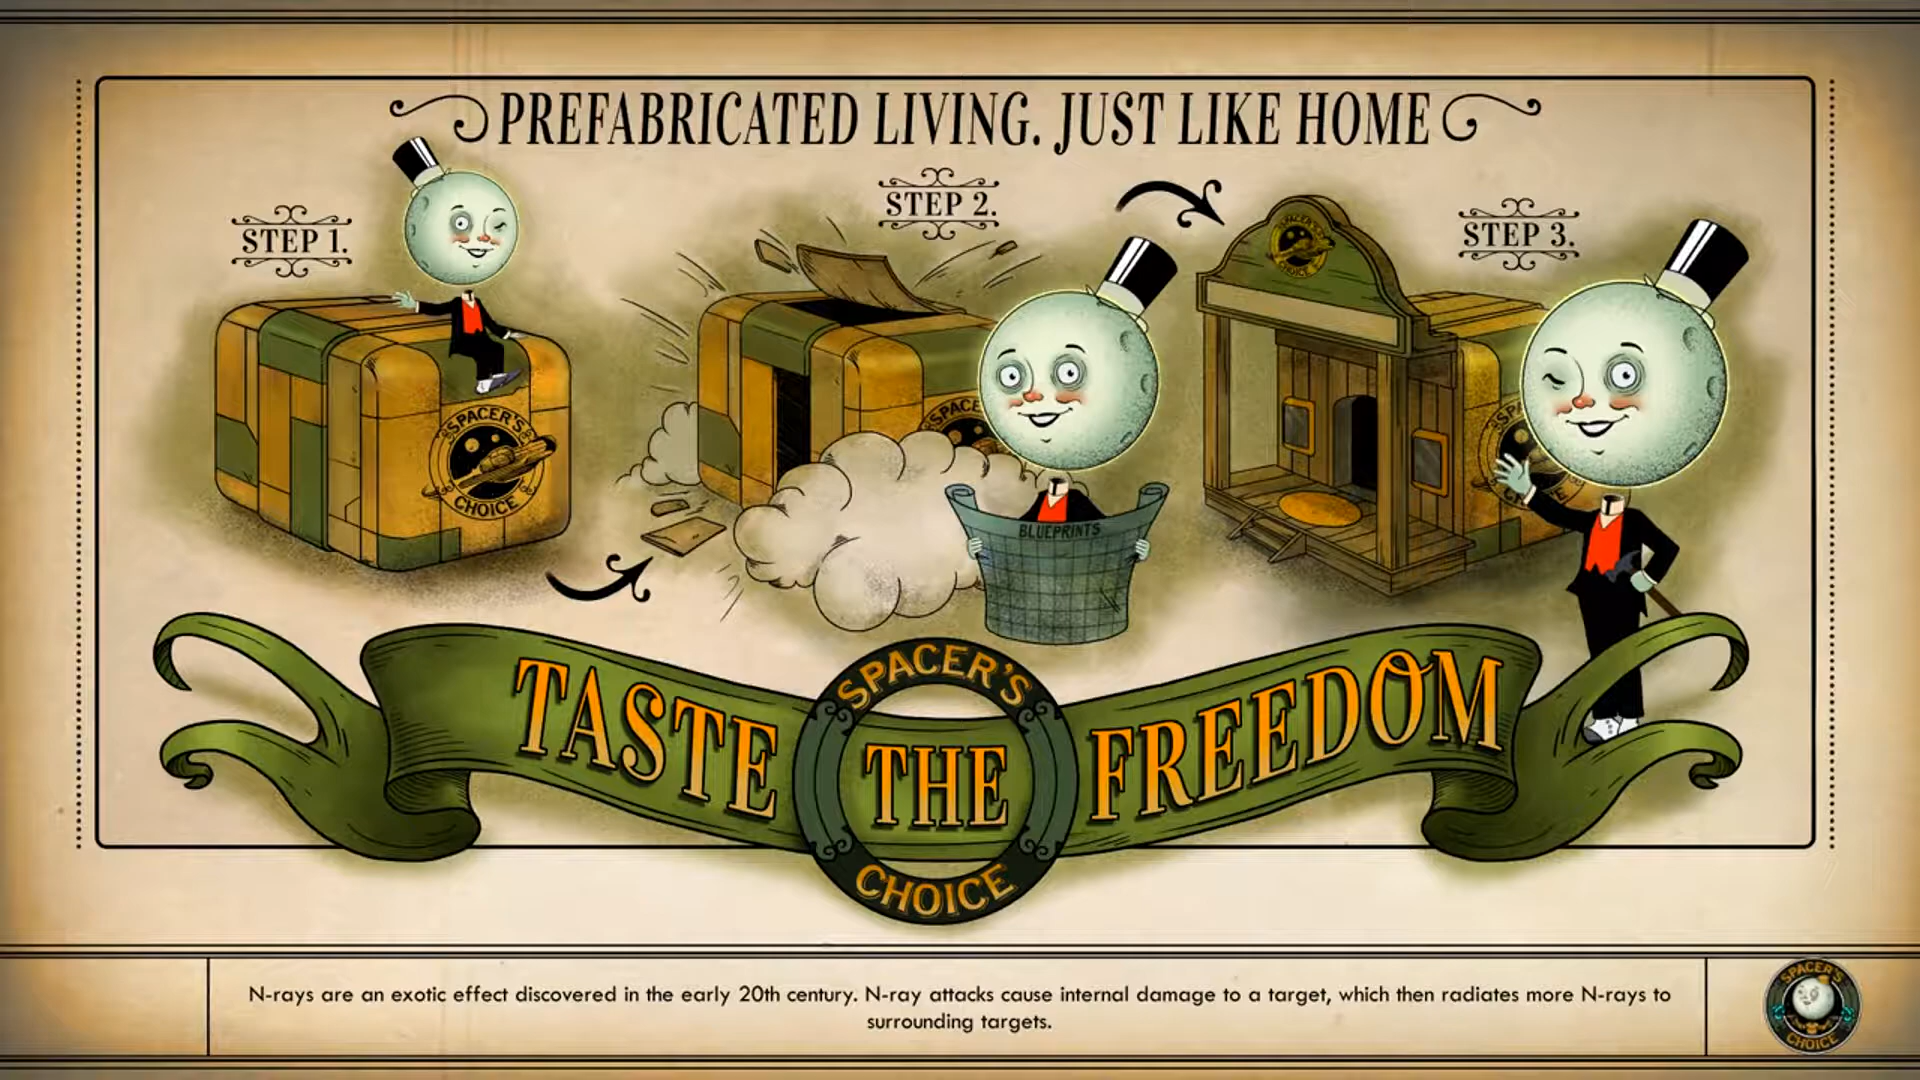 PREFABRICATED LIVING. JUST LIKE HOME
STEP 1.
STEP 2.
STEP 3.
SPACER'S
CHOICE
SPACER'S
CHOICE
BLUEPRINTS
TASTE THE FREEDOM
SPACER'S
CHOICE
N-rays are an exotic effect discovered in the early 20th century. N-ray attacks cause internal damage to a target, which then radiates more N-rays to
surrounding targets.
SPACER'S
CHOICE